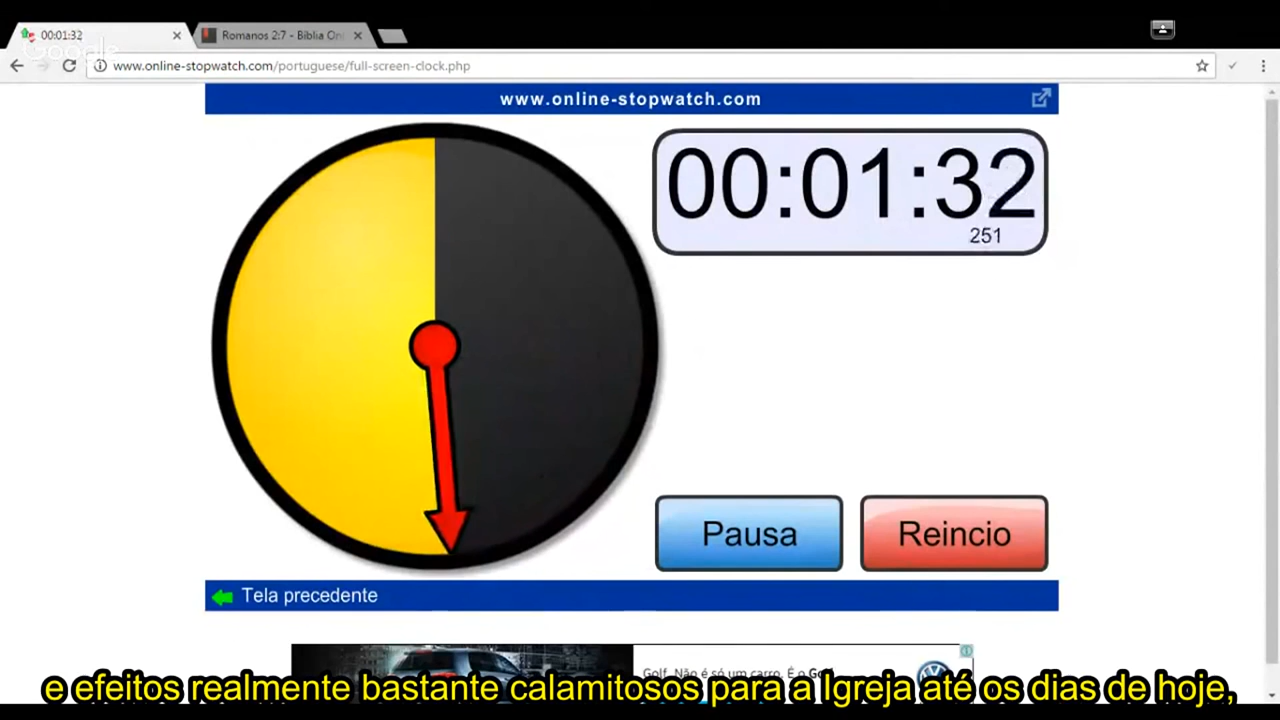 00:01:32
Romanos 2:7 - Bíblia On
Google
www.online-stopwatch.com/portuguese/full-screen-clock.php
www.online-stopwatch.com
00:01:32
251
Pausa
Reincio
Tela precedente
Golf. Não é só um carro. É o Golf.
e efeitos realmente bastante calamitosos para a Igreja até os dias de hoje,